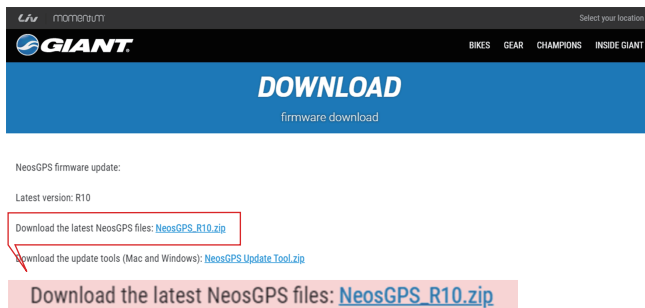 Liv momentum Select your location
GIANT. BIKES GEAR CHAMPIONS INSIDE GIANT
DOWNLOAD
firmware download
NeosGPS firmware update:
Latest version: R10
Download the latest NeosGPS files: NeosGPS_R10.zip
Download the update tools (Mac and Windows): NeosGPS Update Tool.zip
Download the latest NeosGPS files: NeosGPS_R10.zip